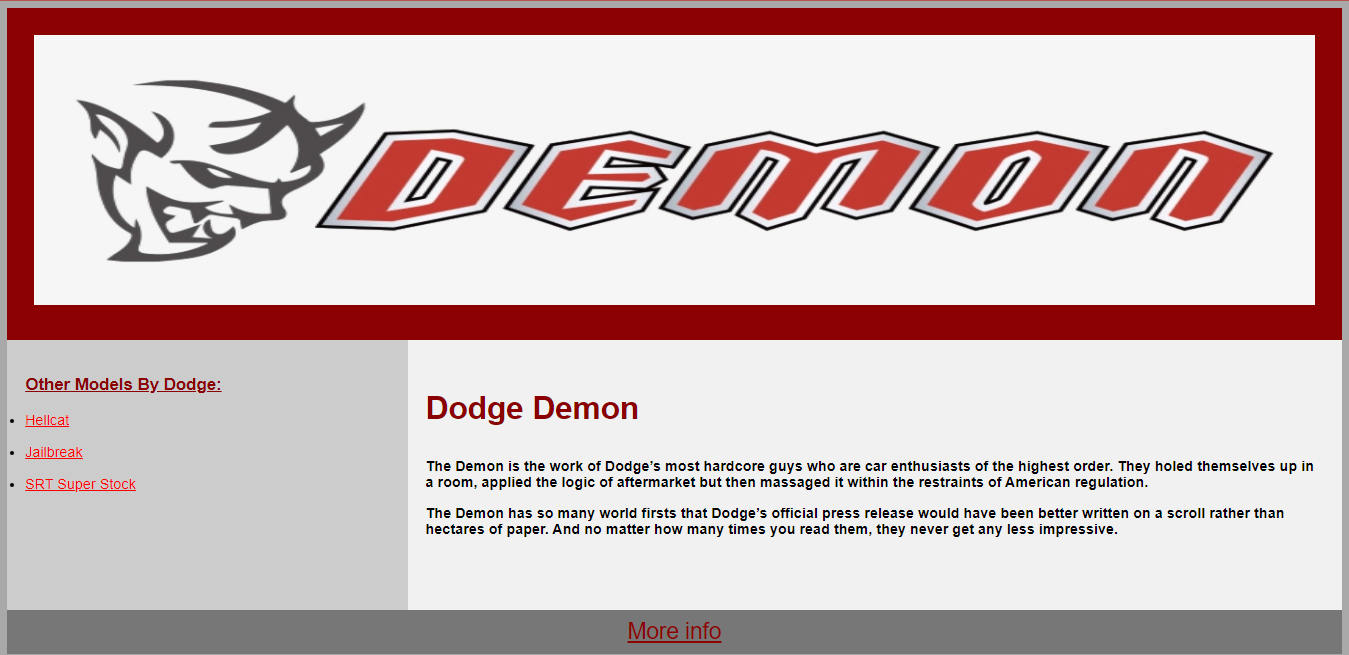 DEMON
Other Models By Dodge:
Hellcat
Jailbreak
SRT Super Stock
Dodge Demon
The Demon is the work of Dodge’s most hardcore guys who are car enthusiasts of the highest order. They holed themselves up in
a room, applied the logic of aftermarket but then massaged it within the restraints of American regulation.
The Demon has so many world firsts that Dodge’s official press release would have been better written on a scroll rather than
hectares of paper. And no matter how many times you read them, they never get any less impressive.
More info